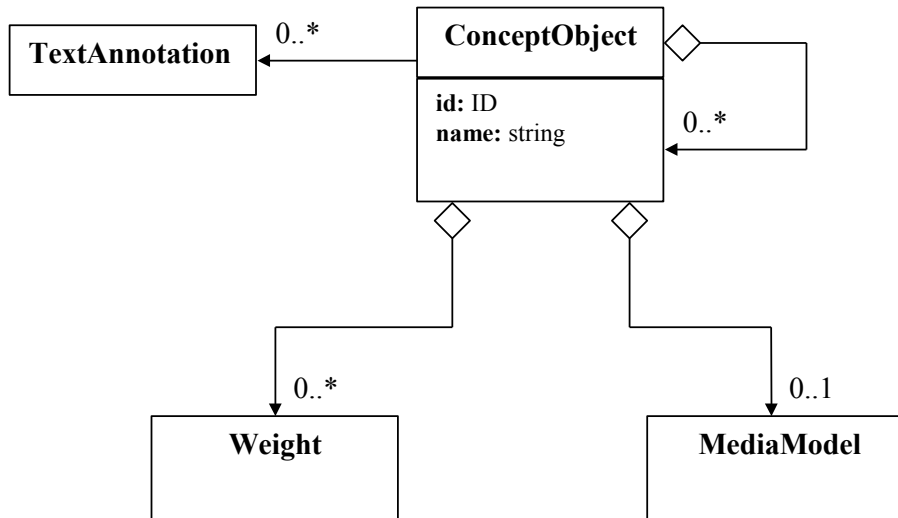 TextAnnotation
0..*
ConceptObject
id: ID
name: string
0..*
0..*
Weight
0..1
MediaModel